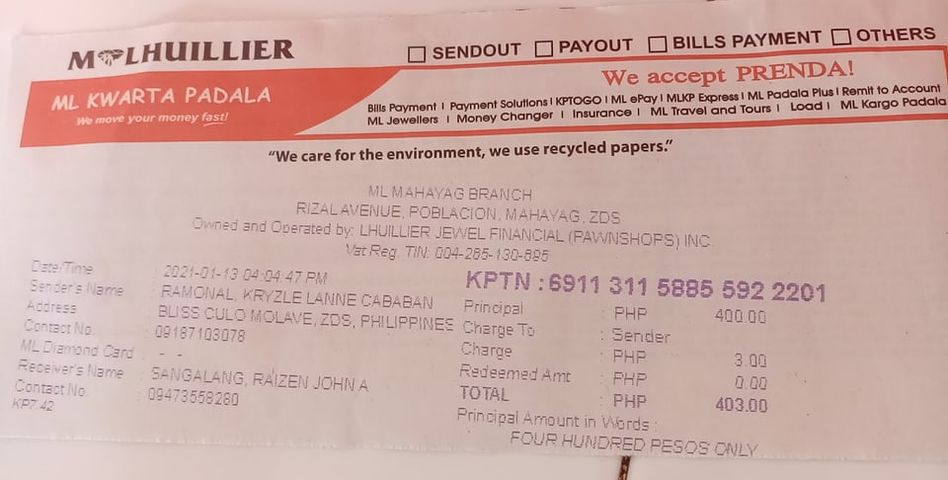 M LHUILLIER
☐ SENDOUT ☐ PAYOUT ☐ BILLS PAYMENT ☐ OTHERS
ML KWARTA PADALA
We move your money fast!
We accept PRENDA!
Bills Payment | Payment Solutions | KPTOGO | ML ePay | MLKP Express | ML Padala Plus | Remit to Account
ML Jewellers | Money Changer | Insurance | ML Travel and Tours | Load | ML Kargo Padala
"We care for the environment, we use recycled papers."
ML MAHAYAG BRANCH
RIZAL AVENUE, POBLACION, MAHAYAG, ZDS
Owned and Operated by: LHUILLIER JEWEL FINANCIAL (PAWNSHOPS) INC.
Vat Reg. TIN: 004-285-130-895
Date/Time : 2021-01-13 04:04:47 PM
Sender's Name : RAMONAL, KRYZLE LANNE CABABAN
Address : BLISS CULO MOLAVE, ZDS, PHILIPPINES
Contact No. : 09187103078
ML Diamond Card : - -
Receiver's Name : SANGALANG, RAIZEN JOHN A
Contact No. : 09473558280
KP7.42
KPTN : 6911 311 5885 592 2201
Principal : PHP 400.00
Charge To : Sender
Charge : PHP 3.00
Redeemed Amt : PHP 0.00
TOTAL : PHP 403.00
Principal Amount in Words :
FOUR HUNDRED PESOS ONLY